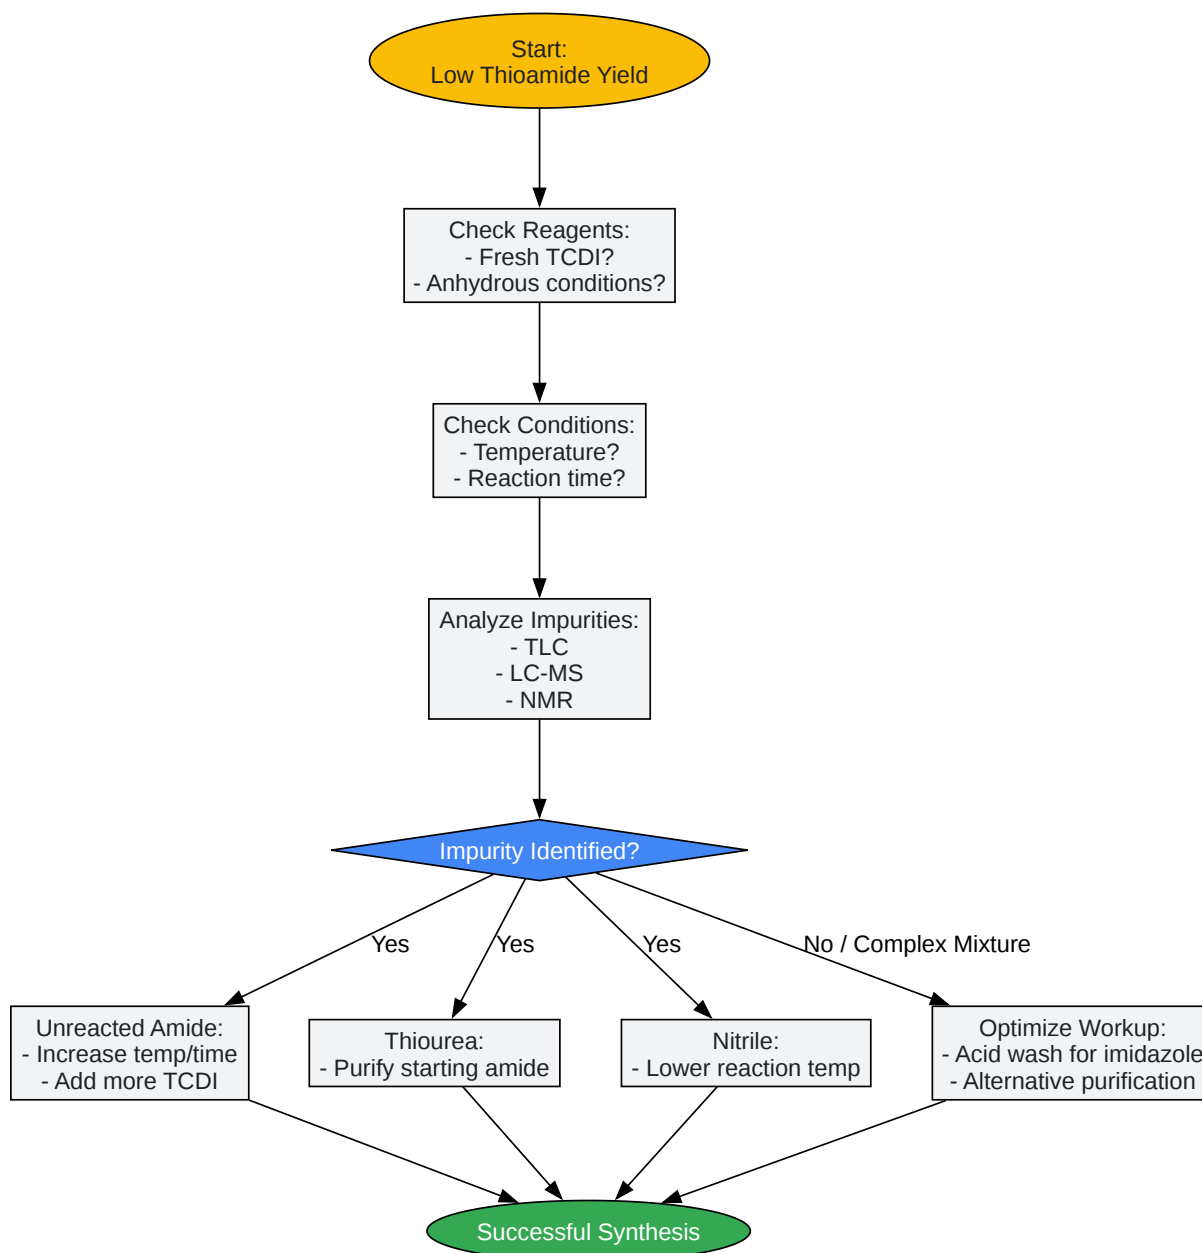 Start:
Low Thioamide Yield
Check Reagents:
- Fresh TCDI?
- Anhydrous conditions?
Check Conditions:
- Temperature?
- Reaction time?
Analyze Impurities:
- TLC
- LC-MS
- NMR
Impurity Identified?
Yes
Yes
Yes
No / Complex Mixture
Unreacted Amide:
- Increase temp/time
- Add more TCDI
Thiourea:
- Purify starting amide
Nitrile:
- Lower reaction temp
Optimize Workup:
- Acid wash for imidazole
- Alternative purification
Successful Synthesis